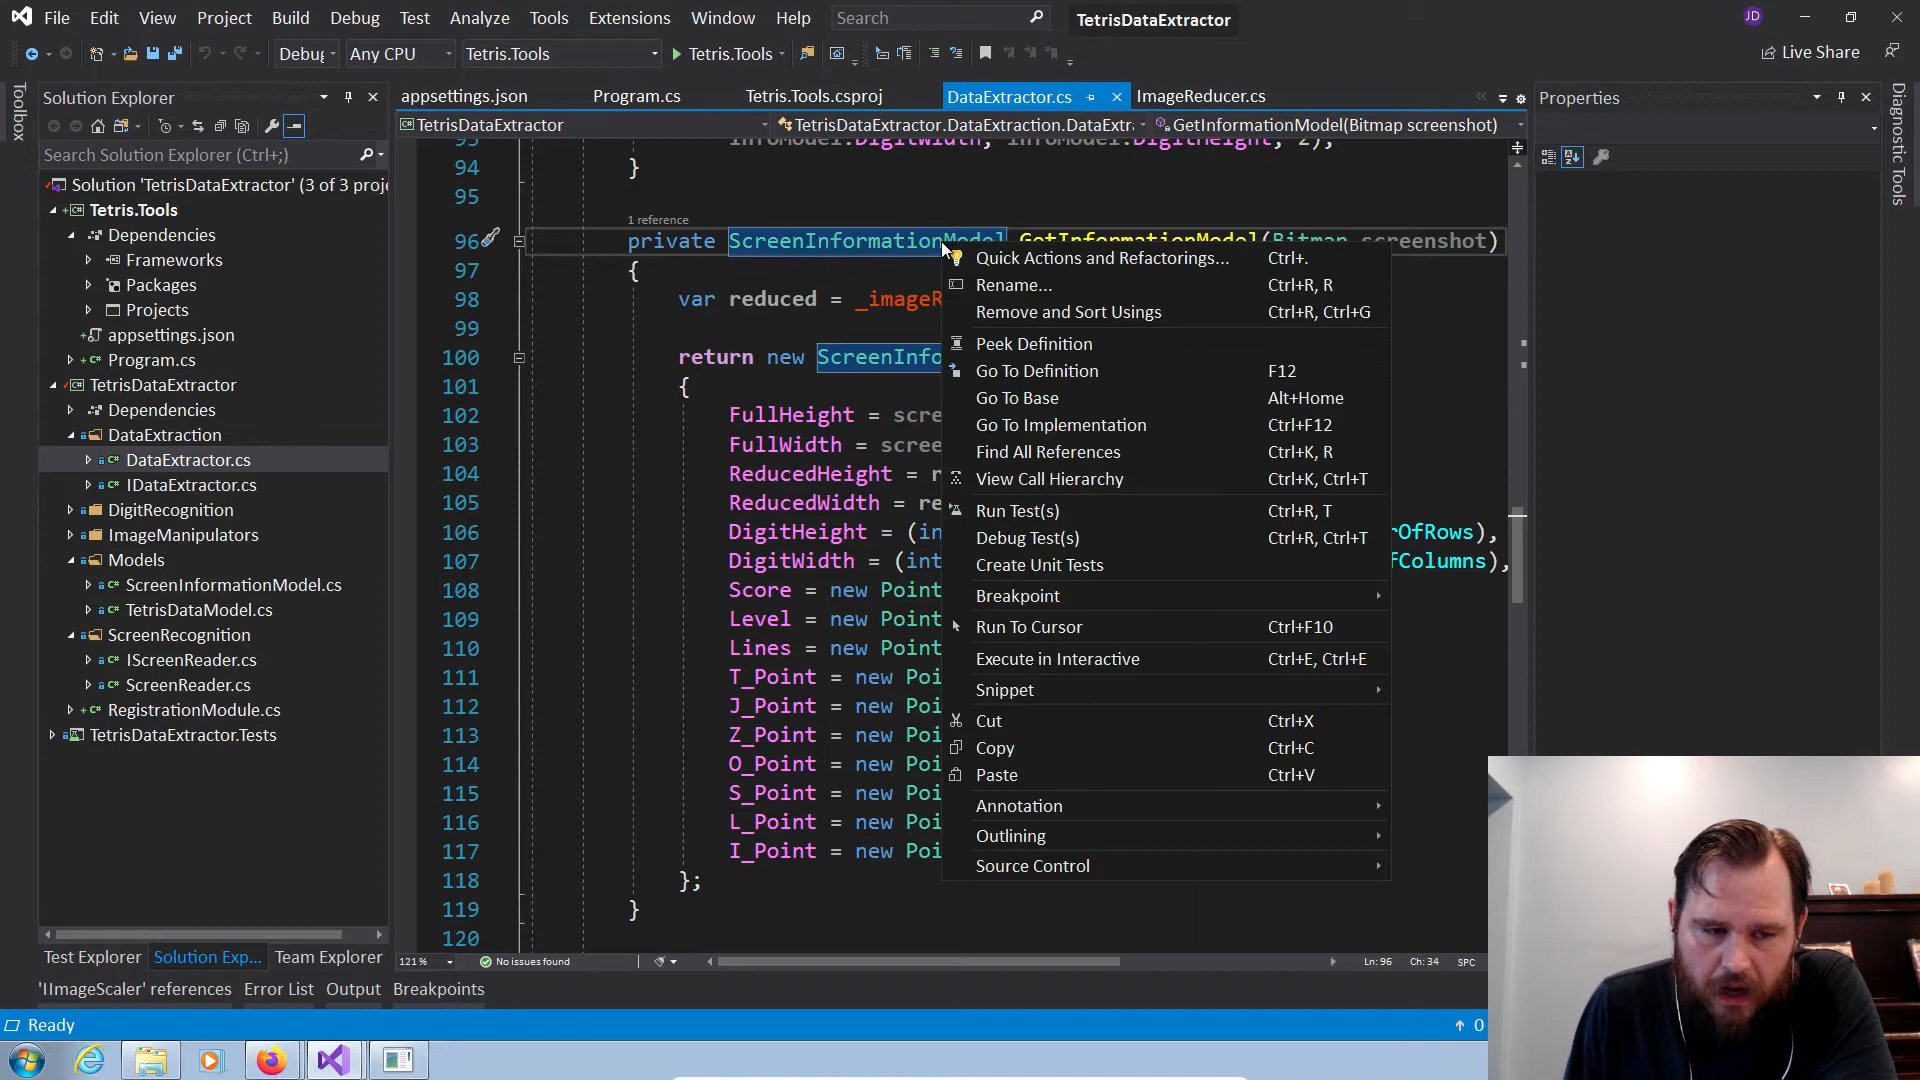 File Edit View Project Build Debug Test Analyze Tools Extensions Window Help Search TetrisDataExtractor JD
Debug Any CPU Tetris.Tools Tetris.Tools Live Share
Toolbox
Solution Explorer
Search Solution Explorer (Ctrl+;)
Solution 'TetrisDataExtractor' (3 of 3 proje
Tetris.Tools
Dependencies
Frameworks
Packages
Projects
appsettings.json
Program.cs
TetrisDataExtractor
Dependencies
DataExtraction
DataExtractor.cs
IDataExtractor.cs
DigitRecognition
ImageManipulators
Models
ScreenInformationModel.cs
TetrisDataModel.cs
ScreenRecognition
IScreenReader.cs
ScreenReader.cs
RegistrationModule.cs
TetrisDataExtractor.Tests
Test Explorer Solution Exp... Team Explorer
appsettings.json Program.cs Tetris.Tools.csproj DataExtractor.cs ImageReducer.cs
TetrisDataExtractor TetrisDataExtractor.DataExtraction.DataExtra GetInformationModel(Bitmap screenshot)
93 infoModel.DigitWidth, infoModel.DigitHeight, 2);
94 }
95
1 reference
96 private ScreenInformationModel GetInformationModel(Bitmap screenshot)
97 {
98 var reduced = _imageR
99
100 return new ScreenInfo
101 {
102 FullHeight = scre
103 FullWidth = scree
104 ReducedHeight = r
105 ReducedWidth = re
106 DigitHeight = (in rOfRows),
107 DigitWidth = (int fColumns),
108 Score = new Point
109 Level = new Point
110 Lines = new Point
111 T_Point = new Poi
112 J_Point = new Poi
113 Z_Point = new Poi
114 O_Point = new Poi
115 S_Point = new Poi
116 L_Point = new Poi
117 I_Point = new Poi
118 };
119 }
120
Quick Actions and Refactorings... Ctrl+.
Rename... Ctrl+R, R
Remove and Sort Usings Ctrl+R, Ctrl+G
Peek Definition
Go To Definition F12
Go To Base Alt+Home
Go To Implementation Ctrl+F12
Find All References Ctrl+K, R
View Call Hierarchy Ctrl+K, Ctrl+T
Run Test(s) Ctrl+R, T
Debug Test(s) Ctrl+R, Ctrl+T
Create Unit Tests
Breakpoint
Run To Cursor Ctrl+F10
Execute in Interactive Ctrl+E, Ctrl+E
Snippet
Cut Ctrl+X
Copy Ctrl+C
Paste Ctrl+V
Annotation
Outlining
Source Control
121 % No issues found Ln: 96 Ch: 34 SPC
Properties
Diagnostic Tools
'IImageScaler' references Error List Output Breakpoints
Ready 0